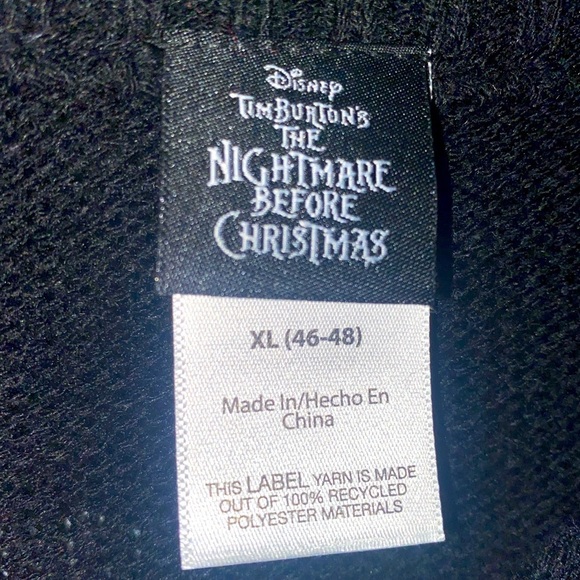 Disney
TIM BURTON'S
THE
NIGHTMARE
BEFORE
CHRISTMAS
XL (46-48)
Made In/Hecho En
China
THIS LABEL YARN IS MADE
OUT OF 100% RECYCLED
POLYESTER MATERIALS